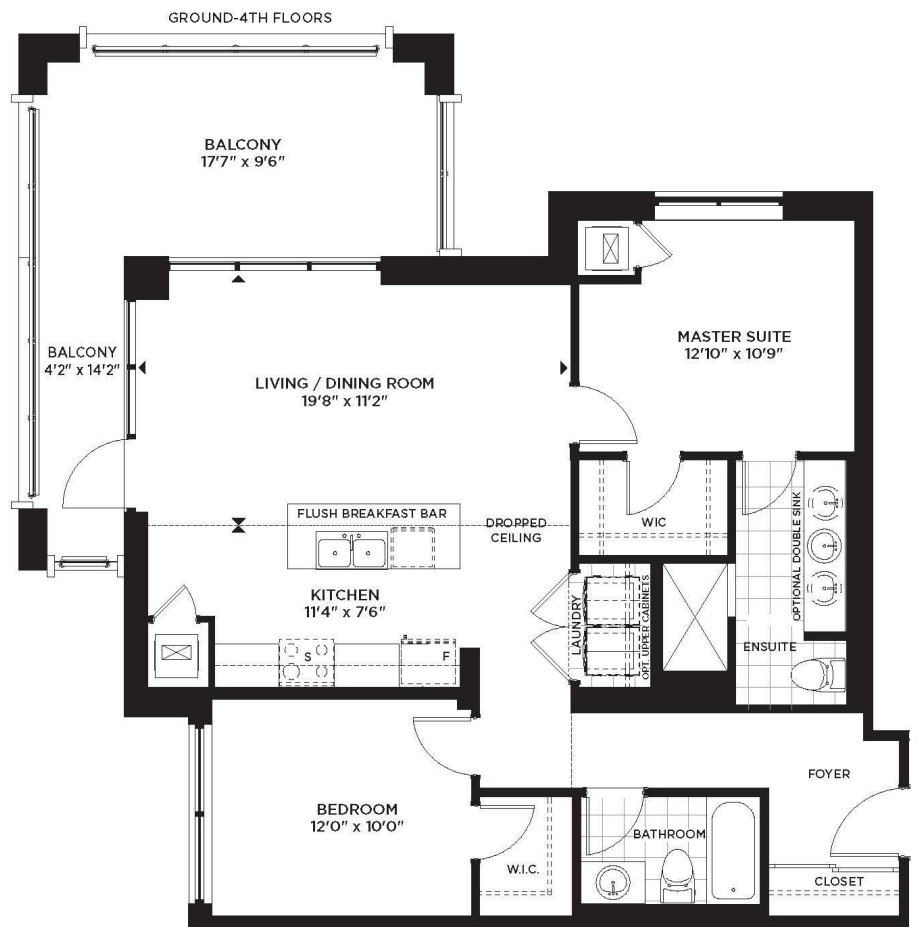 GROUND-4TH FLOORS
BALCONY
17'7" x 9'6"
MASTER SUITE
12'10" x 10'9"
BALCONY
4'2" x 14'2"
LIVING / DINING ROOM
19'8" x 11'2"
FLUSH BREAKFAST BAR
DROPPED
CEILING
WIC
OPTIONAL DOUBLE SINK
KITCHEN
11'4" x 7'6"
LAUNDRY
OPT. UPPER CABINETS
ENSUITE
S
F
FOYER
BEDROOM
12'0" x 10'0"
BATHROOM
W.I.C.
CLOSET